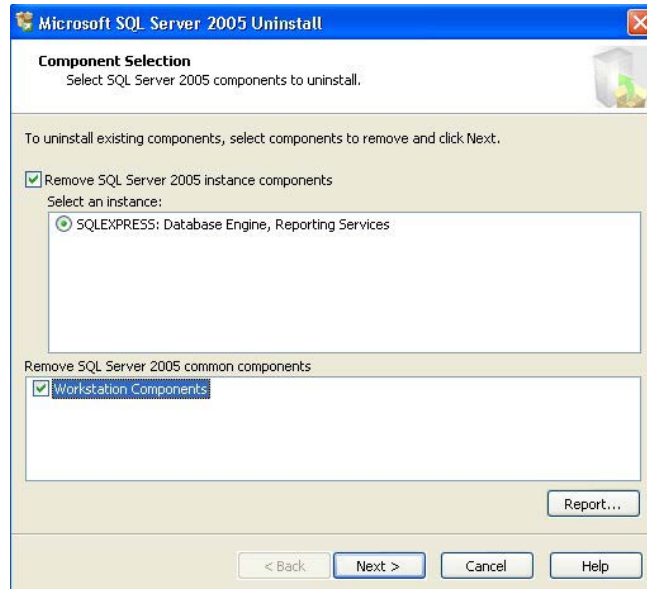 Microsoft SQL Server 2005 Uninstall
Component Selection
Select SQL Server 2005 components to uninstall.
To uninstall existing components, select components to remove and click Next.
Remove SQL Server 2005 instance components
Select an instance:
SQLEXPRESS: Database Engine, Reporting Services
Remove SQL Server 2005 common components
Workstation Components
Report...
< Back Next > Cancel Help